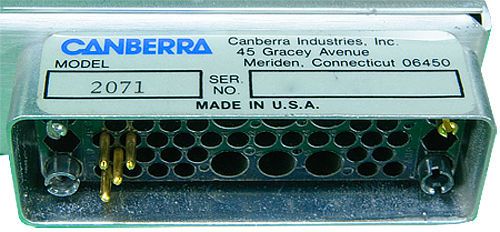 CANBERRA
Canberra Industries, Inc.
45 Gracey Avenue
Meriden, Connecticut 06450
MODEL
2071
SER.
NO.
MADE IN U.S.A.